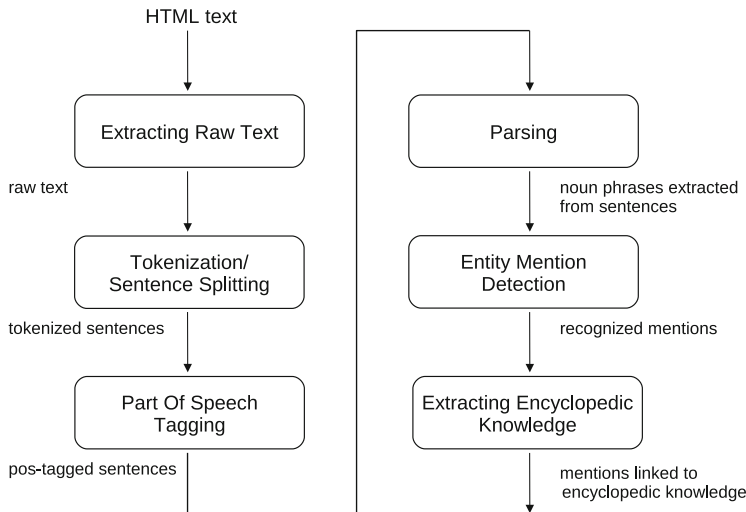 HTML text
Extracting Raw Text
raw text
Tokenization/
Sentence Splitting
tokenized sentences
Part Of Speech
Tagging
pos-tagged sentences
Parsing
noun phrases extracted
from sentences
Entity Mention
Detection
recognized mentions
Extracting Encyclopedic
Knowledge
mentions linked to
encyclopedic knowledge